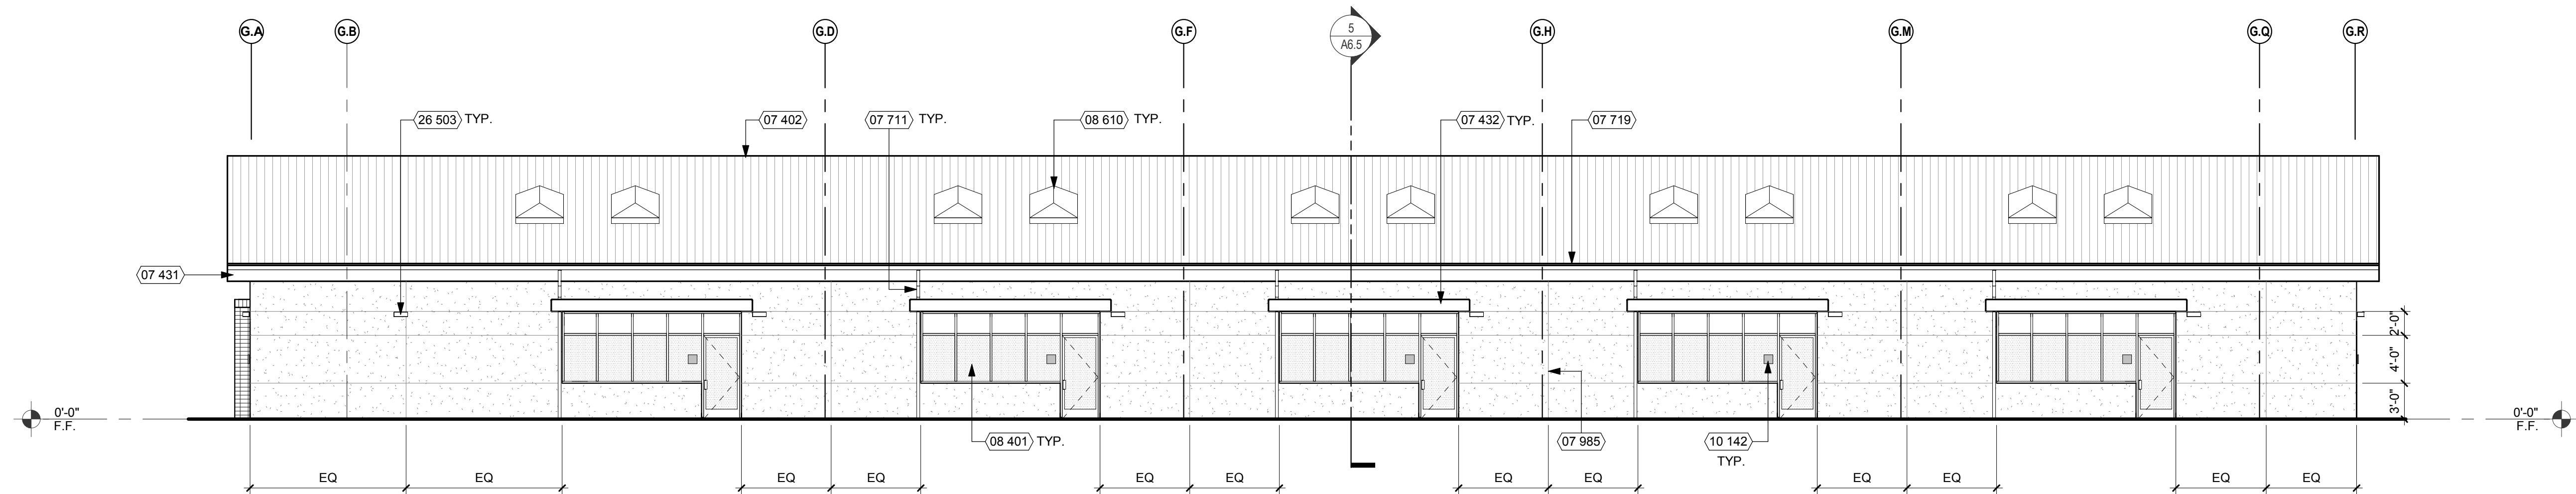 G.A
G.B
G.D
G.F
5
A6.5
G.H
G.M
G.Q
G.R
26 503 TYP.
07 402
07 711 TYP.
08 610 TYP.
07 432 TYP.
07 719
07 431
2'-0"
4'-0"
3'-0"
0'-0"
F.F.
0'-0"
F.F.
08 401 TYP.
07 985
10 142
TYP.
EQ
EQ
EQ
EQ
EQ
EQ
EQ
EQ
EQ
EQ
EQ
EQ